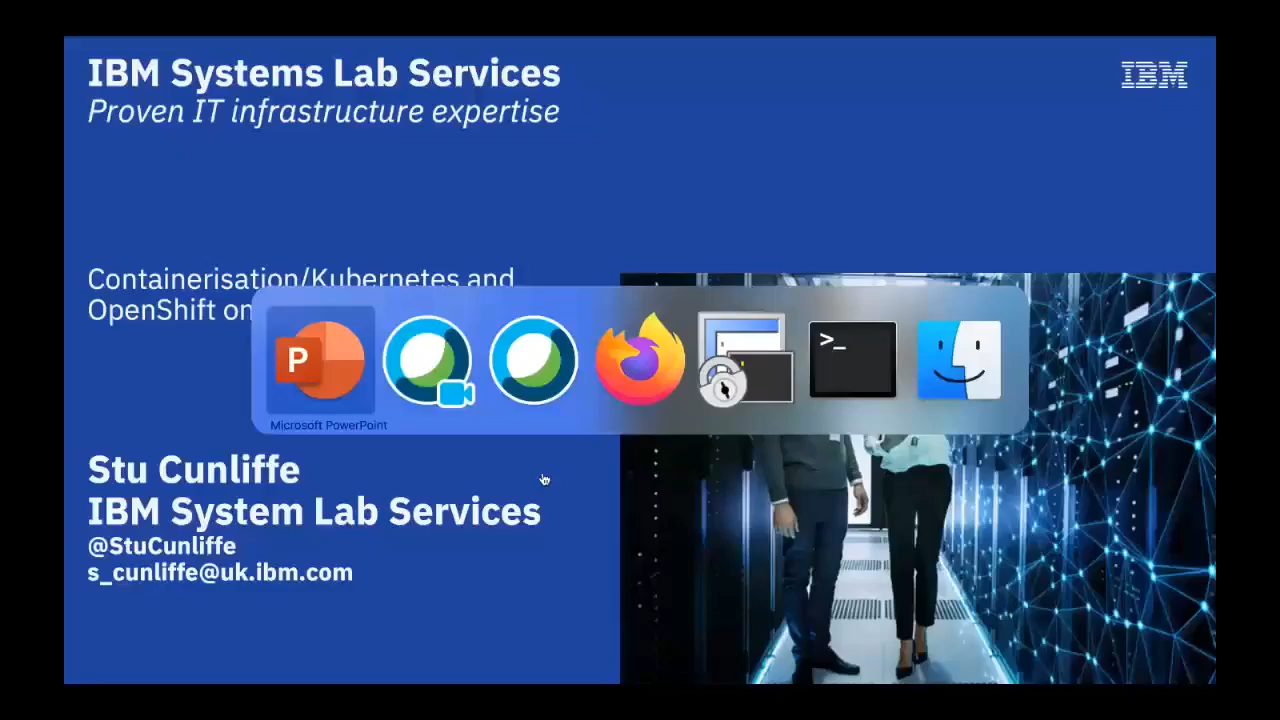 IBM Systems Lab Services
IBM
Proven IT infrastructure expertise
Containerisation/Kubernetes and
OpenShift on
P
>_
Microsoft PowerPoint
Stu Cunliffe
IBM System Lab Services
@StuCunliffe
s_cunliffe@uk.ibm.com